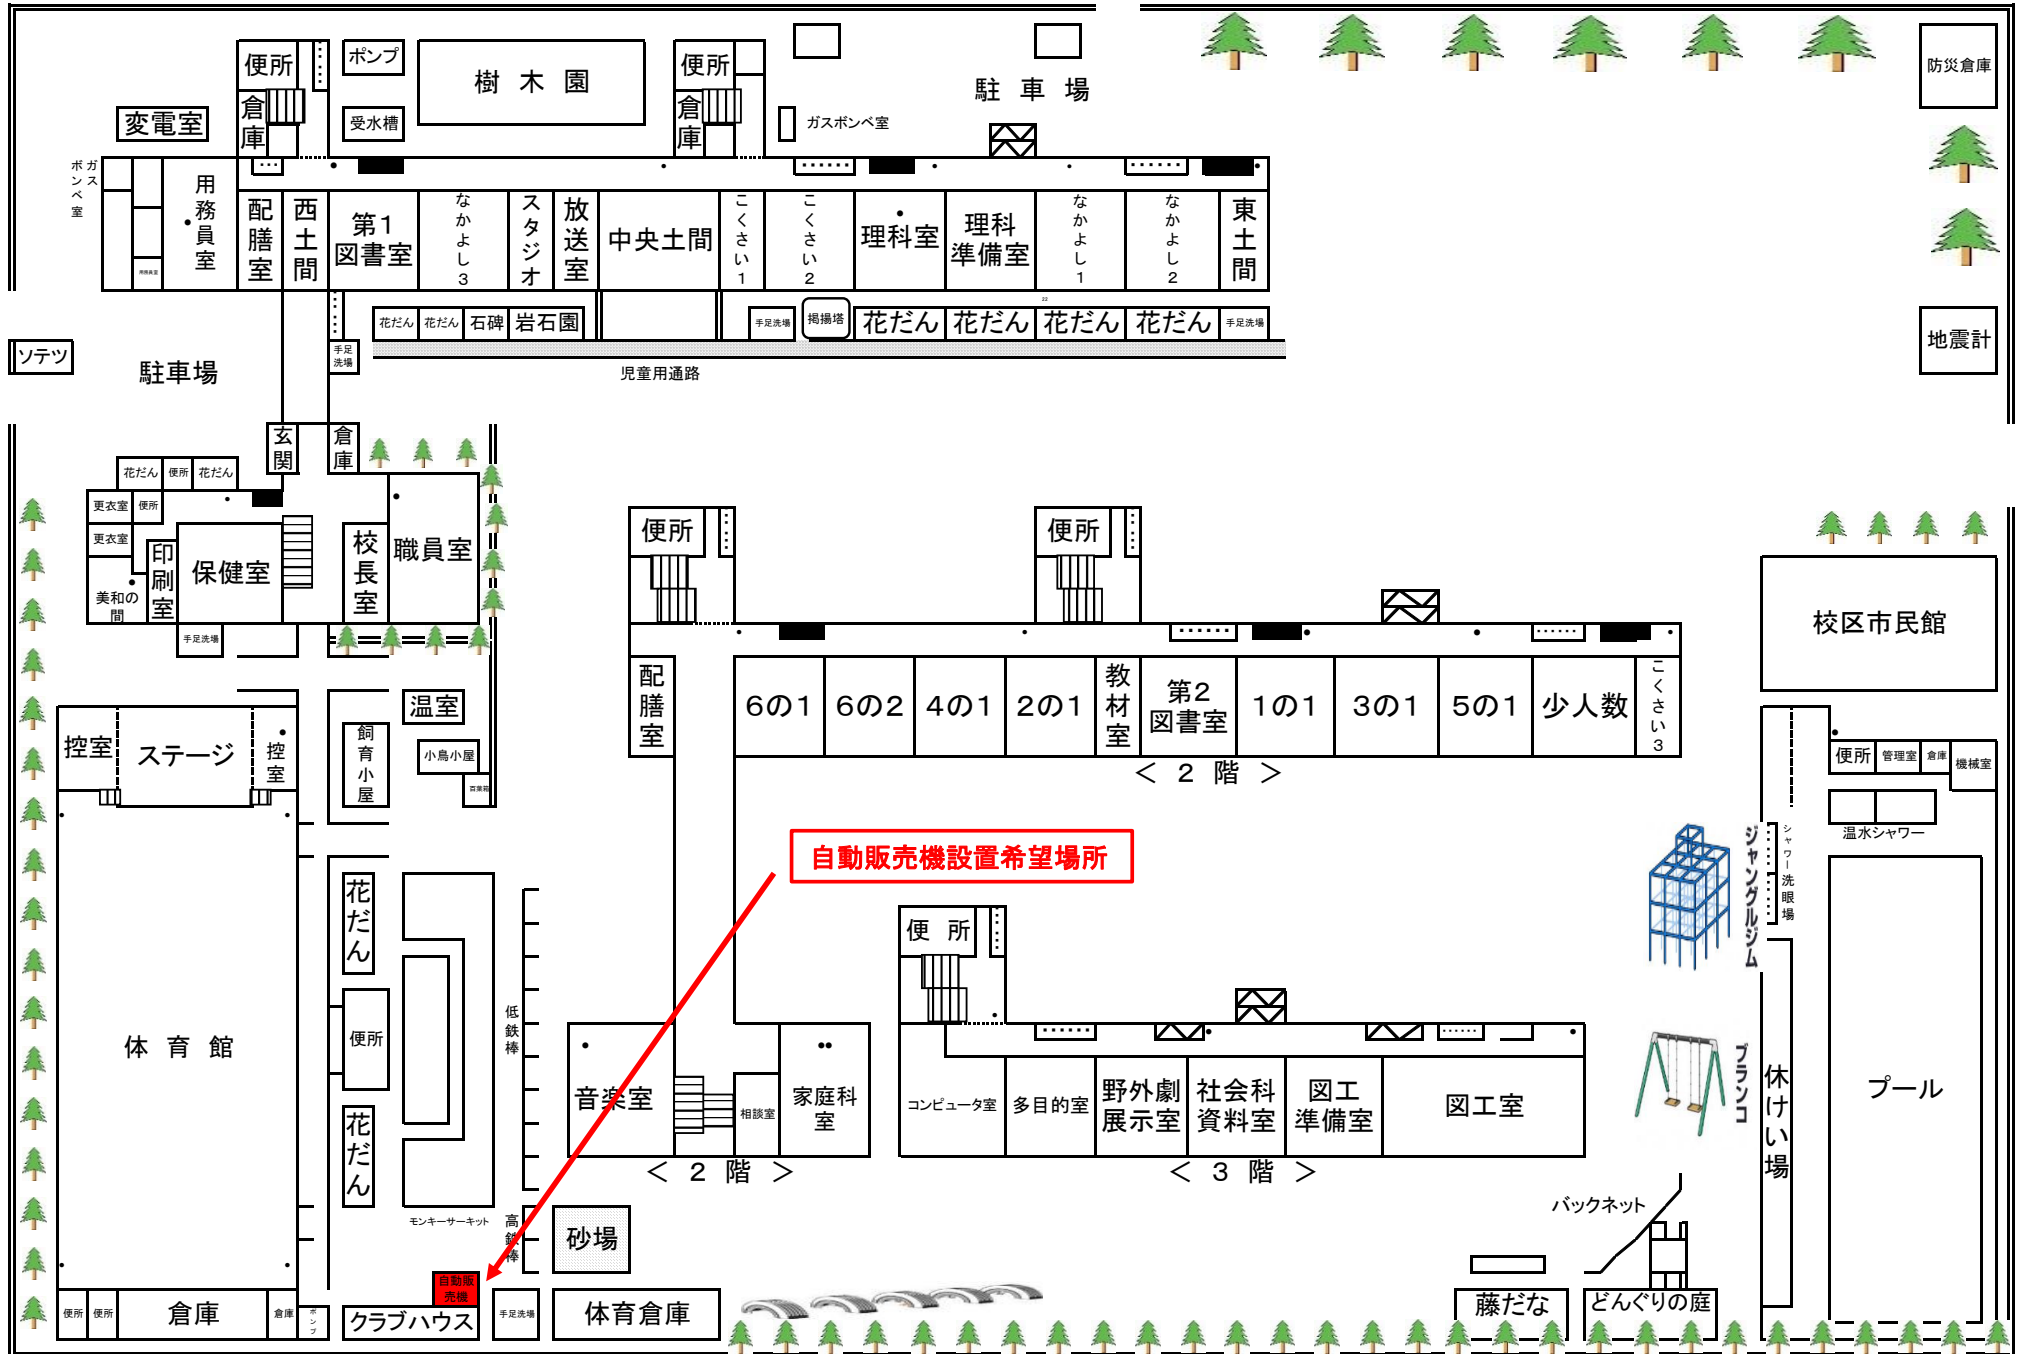 便所
ポンプ
樹木園
便所
駐車場
防災倉庫
倉庫
受水槽
倉庫
ガスボンベ室
変電室
ガスボンベ室
用務員室
配膳室
西土間
第1図書室
なかよし3
スタジオ
放送室
中央土間
こくさい1
こくさい2
理科室
理科準備室
なかよし1
なかよし2
東土間
22
花だん
花だん
石碑
岩石園
手足洗場
掲揚塔
花だん
花だん
花だん
花だん
手足洗場
地震計
ソテツ
駐車場
手足洗場
児童用通路
玄関
倉庫
花だん
便所
花だん
更衣室
便所
更衣室
印刷室
保健室
校長室
職員室
美和の間
手足洗場
便所
便所
校区市民館
配膳室
6の1
6の2
4の1
2の1
教材室
第2図書室
1の1
3の1
5の1
少人数
こくさい3
<2階>
控室
ステージ
控室
温室
飼育小屋
小鳥小屋
百葉箱
便所
管理室
倉庫
機械室
温水シャワー
シャワー洗眼場
ジャングルジム
自動販売機設置希望場所
花だん
便所
花だん
体育館
低鉄棒
便所
音楽室
相談室
家庭科室
<2階>
コンピュータ室
多目的室
野外劇展示室
社会科資料室
図工準備室
図工室
<3階>
ブランコ
休けい場
プール
モンキーサーキット
高鉄棒
砂場
バックネット
自動販売機
便所
便所
倉庫
倉庫
ポンプ
クラブハウス
手足洗場
体育倉庫
藤だな
どんぐりの庭